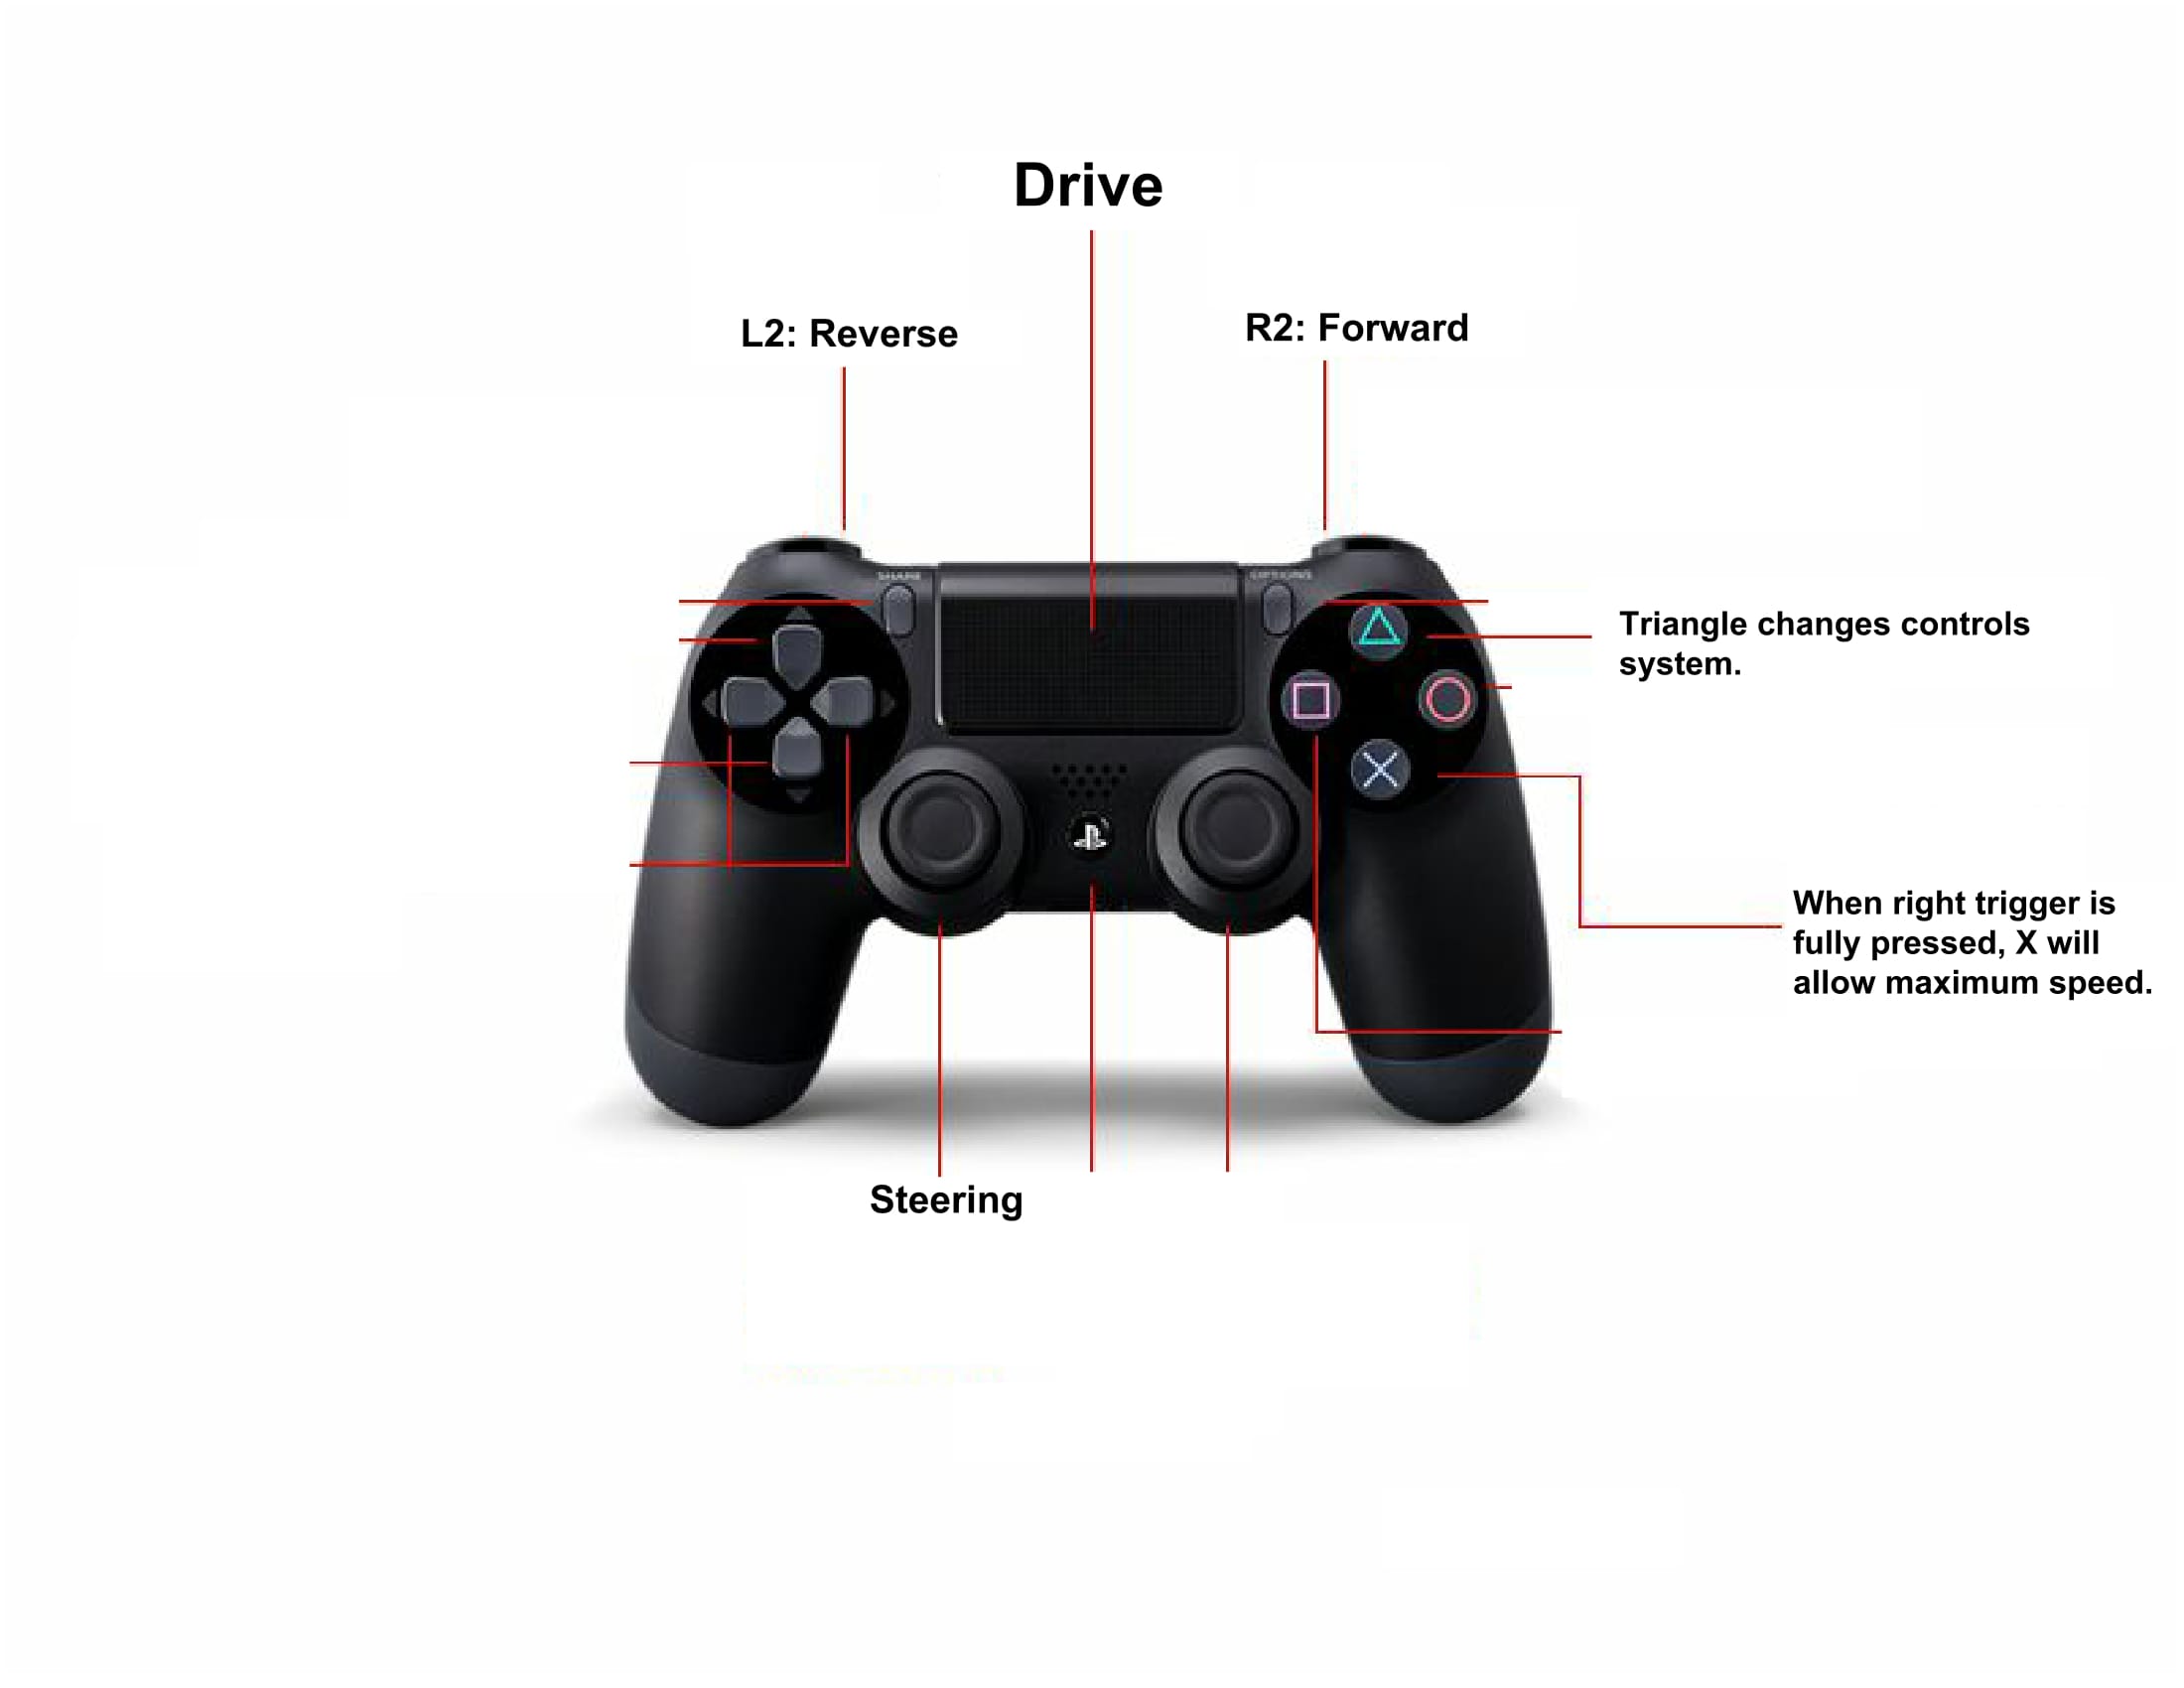 Drive
L2: Reverse
R2: Forward
SHARE
OPTIONS
Triangle changes controls
system.
When right trigger is
fully pressed, X will
allow maximum speed.
Steering